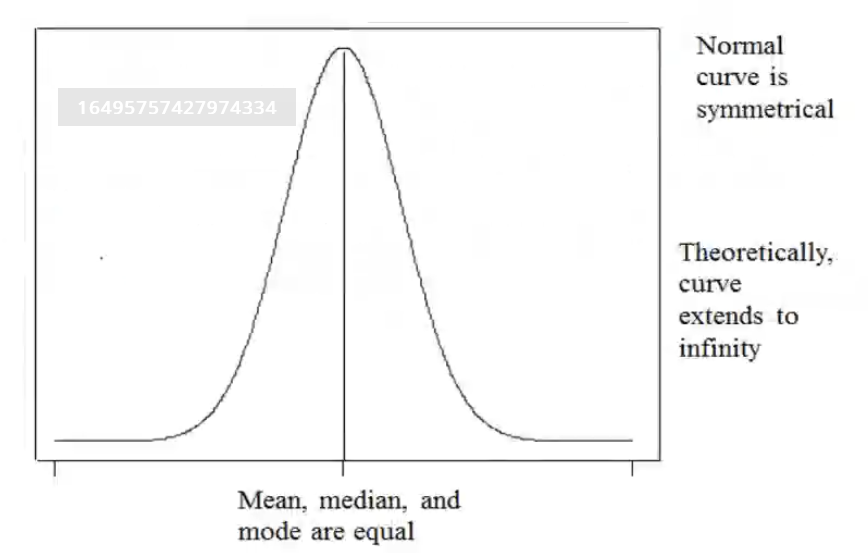 Normal
curve is
symmetrical
16495757427974334
Theoretically,
curve
extends to
infinity
Mean, median, and
mode are equal